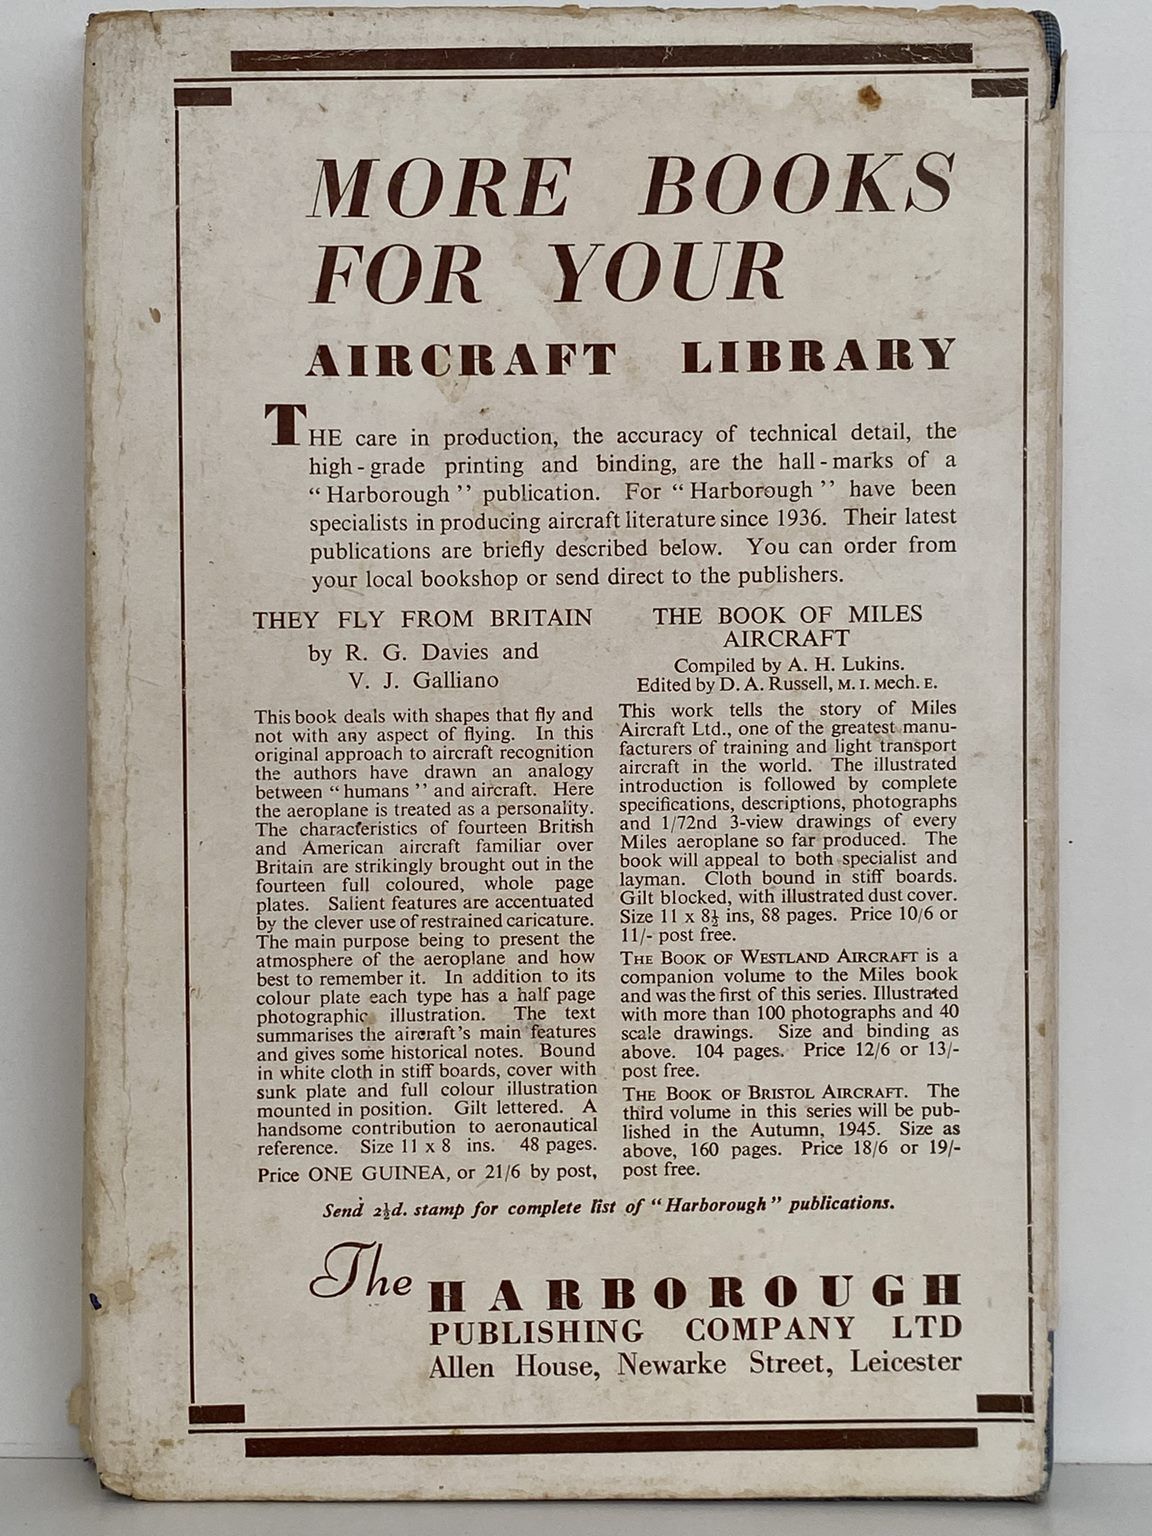 MORE BOOKS
FOR YOUR
AIRCRAFT LIBRARY
THE care in production, the accuracy of technical detail, the
high-grade printing and binding, are the hall-marks of a
“Harborough” publication. For “Harborough” have been
specialists in producing aircraft literature since 1936. Their latest
publications are briefly described below. You can order from
your local bookshop or send direct to the publishers.
THEY FLY FROM BRITAIN
by R. G. Davies and
V. J. Galliano
This book deals with shapes that fly and
not with any aspect of flying. In this
original approach to aircraft recognition
the authors have drawn an analogy
between “humans” and aircraft. Here
the aeroplane is treated as a personality.
The characteristics of fourteen British
and American aircraft familiar over
Britain are strikingly brought out in the
fourteen full coloured, whole page
plates. Salient features are accentuated
by the clever use of restrained caricature.
The main purpose being to present the
atmosphere of the aeroplane and how
best to remember it. In addition to its
colour plate each type has a half page
photographic illustration. The text
summarises the aircraft's main features
and gives some historical notes. Bound
in white cloth in stiff boards, cover with
sunk plate and full colour illustration
mounted in position. Gilt lettered. A
handsome contribution to aeronautical
reference. Size 11 x 8 ins. 48 pages.
Price ONE GUINEA, or 21/6 by post,
THE BOOK OF MILES
AIRCRAFT
Compiled by A. H. Lukins.
Edited by D. A. Russell, M. I. Mech. E.
This work tells the story of Miles
Aircraft Ltd., one of the greatest manu-
facturers of training and light transport
aircraft in the world. The illustrated
introduction is followed by complete
specifications, descriptions, photographs
and 1/72nd 3-view drawings of every
Miles aeroplane so far produced. The
book will appeal to both specialist and
layman. Cloth bound in stiff boards.
Gilt blocked, with illustrated dust cover.
Size 11 x 8½ ins, 88 pages. Price 10/6 or
11/- post free.
THE BOOK OF WESTLAND AIRCRAFT is a
companion volume to the Miles book
and was the first of this series. Illustrated
with more than 100 photographs and 40
scale drawings. Size and binding as
above. 104 pages. Price 12/6 or 13/-
post free.
THE BOOK OF BRISTOL AIRCRAFT. The
third volume in this series will be pub-
lished in the Autumn, 1945. Size as
above, 160 pages. Price 18/6 or 19/-
post free.
Send 2½d. stamp for complete list of “Harborough” publications.
The HARBOROUGH
PUBLISHING COMPANY LTD
Allen House, Newarke Street, Leicester